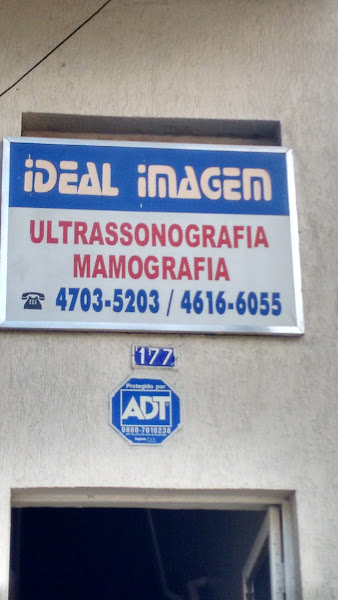 iDEAL iMAGEM
ULTRASSONOGRAFIA
MAMOGRAFIA
☎ 4703-5203 / 4616-6055
177
Protegido por
ADT
0800-7010238